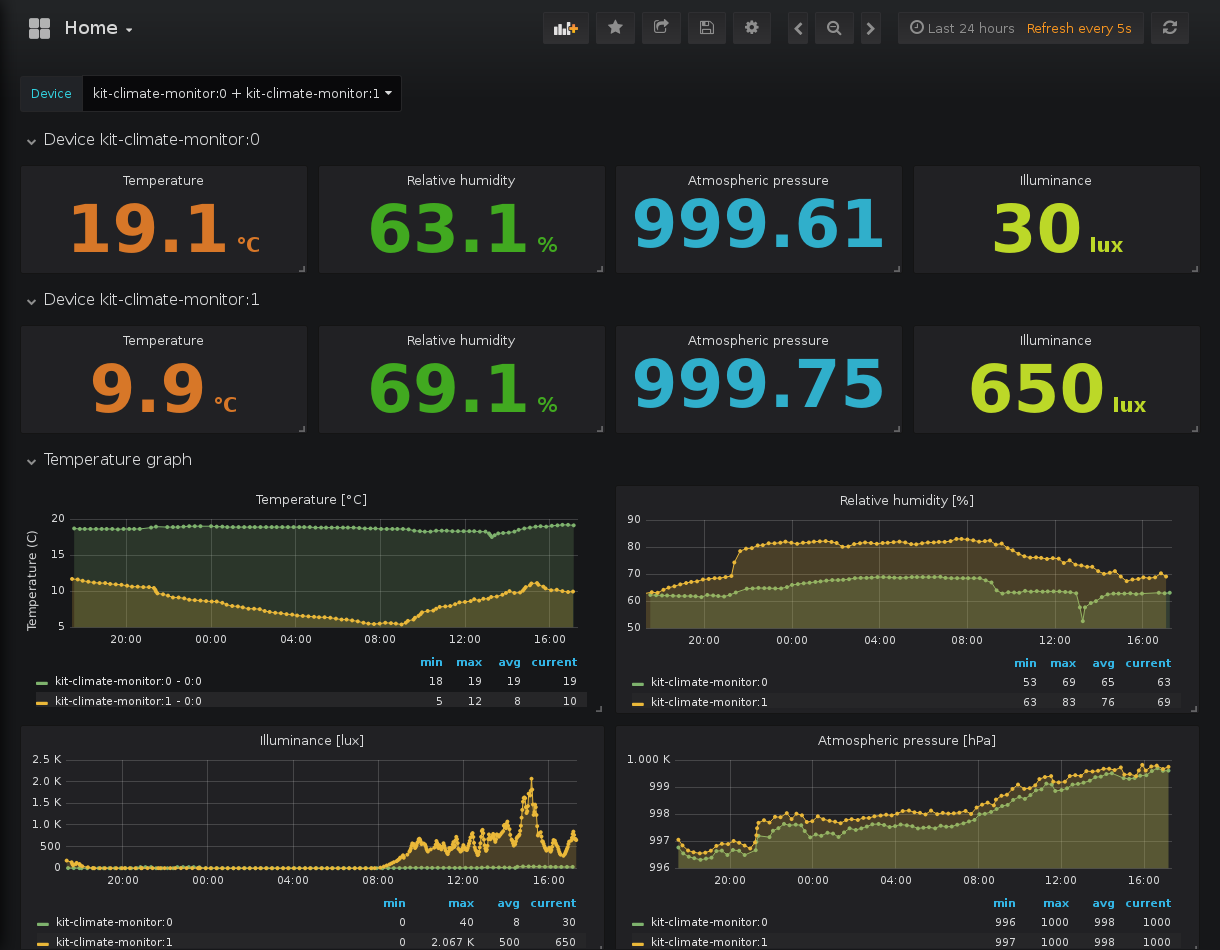 Home
Last 24 hours Refresh every 5s
Device kit-climate-monitor:0 + kit-climate-monitor:1
Device kit-climate-monitor:0
Temperature Relative humidity Atmospheric pressure Illuminance
19.1 °C 63.1 % 999.61 30 lux
Device kit-climate-monitor:1
Temperature Relative humidity Atmospheric pressure Illuminance
9.9 °C 69.1 % 999.75 650 lux
Temperature graph
Temperature [°C]
Temperature (C)
20
15
10
5
20:00 00:00 04:00 08:00 12:00 16:00
min max avg current
kit-climate-monitor:0 - 0:0 18 19 19 19
kit-climate-monitor:1 - 0:0 5 12 8 10
Relative humidity [%]
90
80
70
60
50
20:00 00:00 04:00 08:00 12:00 16:00
min max avg current
kit-climate-monitor:0 53 69 65 63
kit-climate-monitor:1 63 83 76 69
Illuminance [lux]
2.5 K
2.0 K
1.5 K
1.0 K
500
0
20:00 00:00 04:00 08:00 12:00 16:00
min max avg current
kit-climate-monitor:0 0 40 8 30
kit-climate-monitor:1 0 2.067 K 500 650
Atmospheric pressure [hPa]
1.000 K
999
998
997
996
20:00 00:00 04:00 08:00 12:00 16:00
min max avg current
kit-climate-monitor:0 996 1000 998 1000
kit-climate-monitor:1 997 1000 998 1000